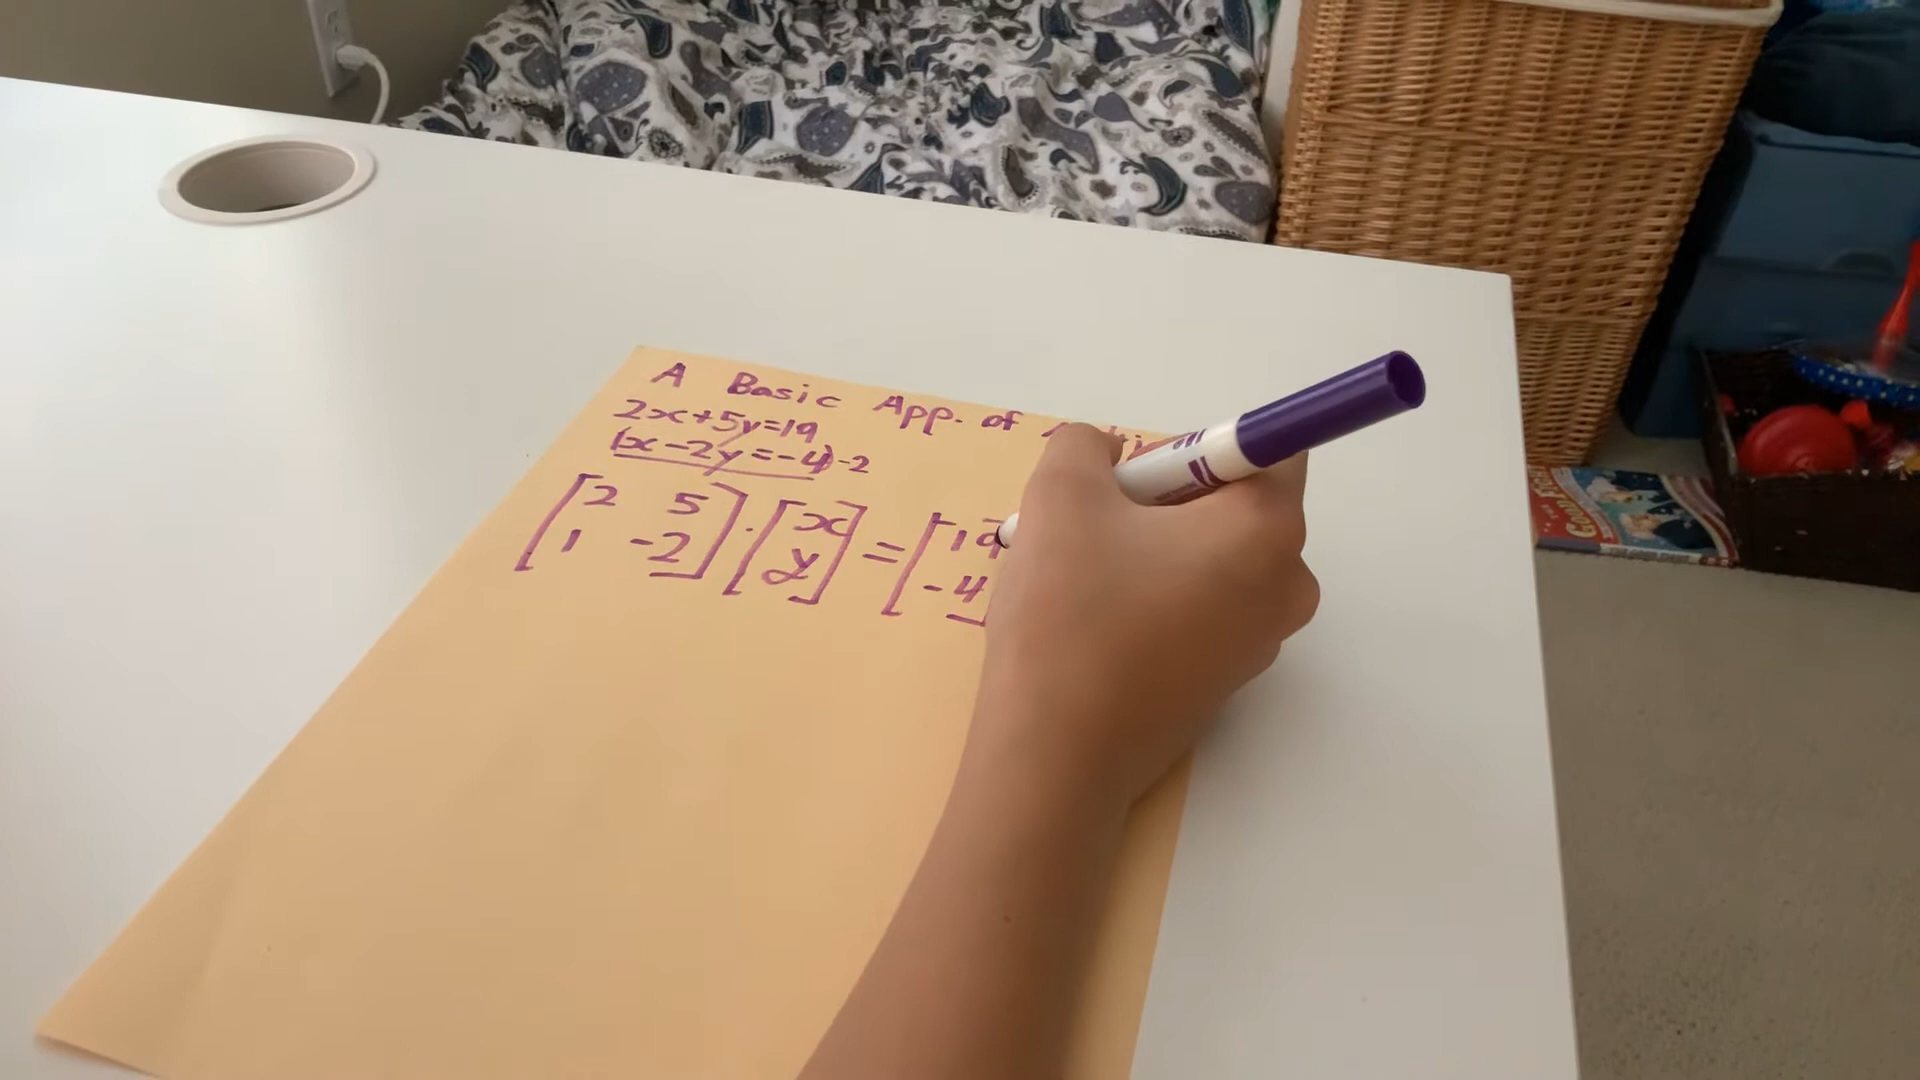 A Basic App. of
2x+5y=19
(x-2y=-4)-2
[2 5
1 -2] · [x
y] = [19
-4]